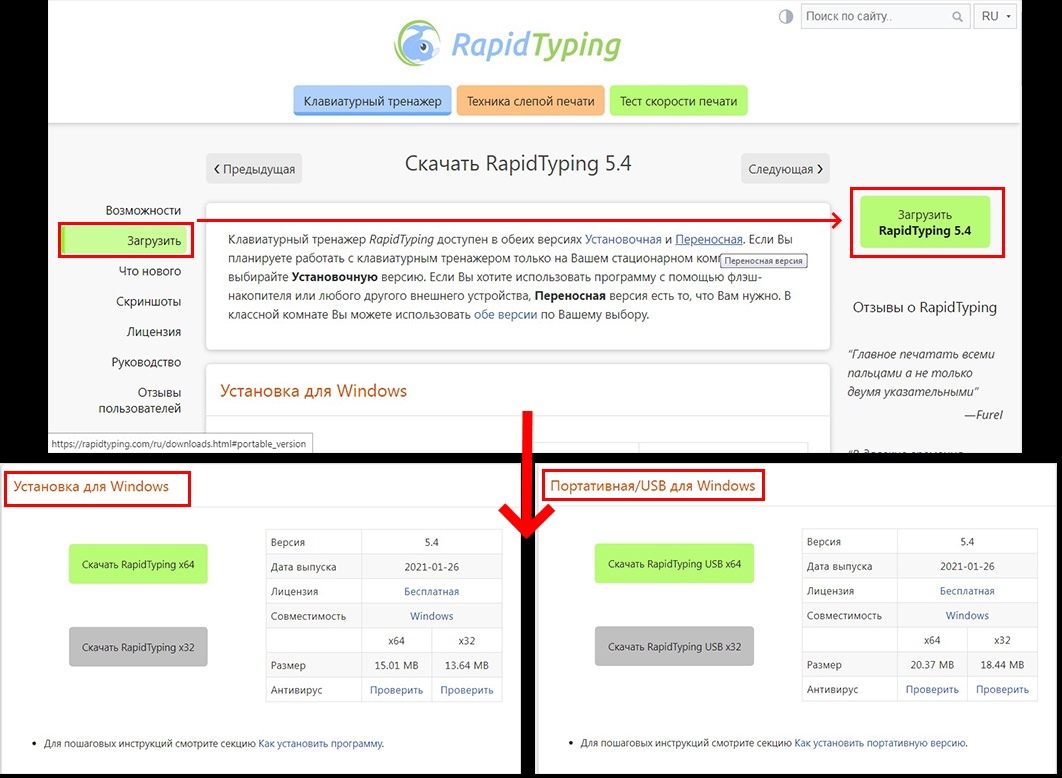 Поиск по сайту..
RU
RapidTyping
Клавиатурный тренажер
Техника слепой печати
Тест скорости печати
Предыдущая
Скачать RapidTyping 5.4
Следующая
Возможности
Загрузить
Что нового
Скриншоты
Лицензия
Руководство
Отзывы
пользователей
Клавиатурный тренажер RapidTyping доступен в обеих версиях Установочная и Переносная. Если Вы
планируете работать с клавиатурным тренажером только на Вашем стационарном
Переносная версия
выбирайте Установочную версию. Если Вы хотите использовать программу с помощью флэш-
накопителя или любого другого внешнего устройства, Переносная версия есть то, что Вам нужно. В
классной комнате Вы можете использовать обе версии по Вашему выбору.
Загрузить
RapidTyping 5.4
Отзывы о RapidTyping
“Главное печатать всеми
пальцами а не только
двумя указательными”
—Furel
Установка для Windows
https://rapidtyping.com/ru/downloads.html#portable_version
Установка для Windows
Скачать RapidTyping x64
Скачать RapidTyping x32
Версия 5.4
Дата выпуска 2021-01-26
Лицензия Бесплатная
Совместимость Windows
x64 x32
Размер 15.01 MB 13.64 MB
Антивирус Проверить Проверить
• Для пошаговых инструкций смотрите секцию Как установить программу.
Портативная/USB для Windows
Скачать RapidTyping USB x64
Скачать RapidTyping USB x32
Версия 5.4
Дата выпуска 2021-01-26
Лицензия Бесплатная
Совместимость Windows
x64 x32
Размер 20.37 MB 18.44 MB
Антивирус Проверить Проверить
• Для пошаговых инструкций смотрите секцию Как установить портативную версию.